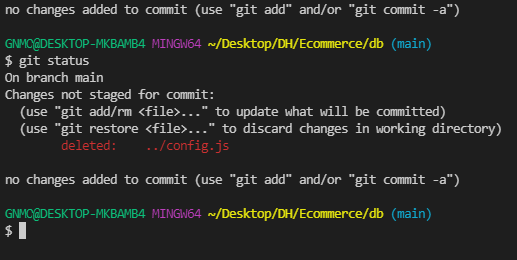 no changes added to commit (use "git add" and/or "git commit -a")
GNMC@DESKTOP-MKBAMB4 MINGW64 ~/Desktop/DH/Ecommerce/db (main)
$ git status
On branch main
Changes not staged for commit:
  (use "git add/rm <file>..." to update what will be committed)
  (use "git restore <file>..." to discard changes in working directory)
        deleted:    ../config.js
no changes added to commit (use "git add" and/or "git commit -a")
GNMC@DESKTOP-MKBAMB4 MINGW64 ~/Desktop/DH/Ecommerce/db (main)
$